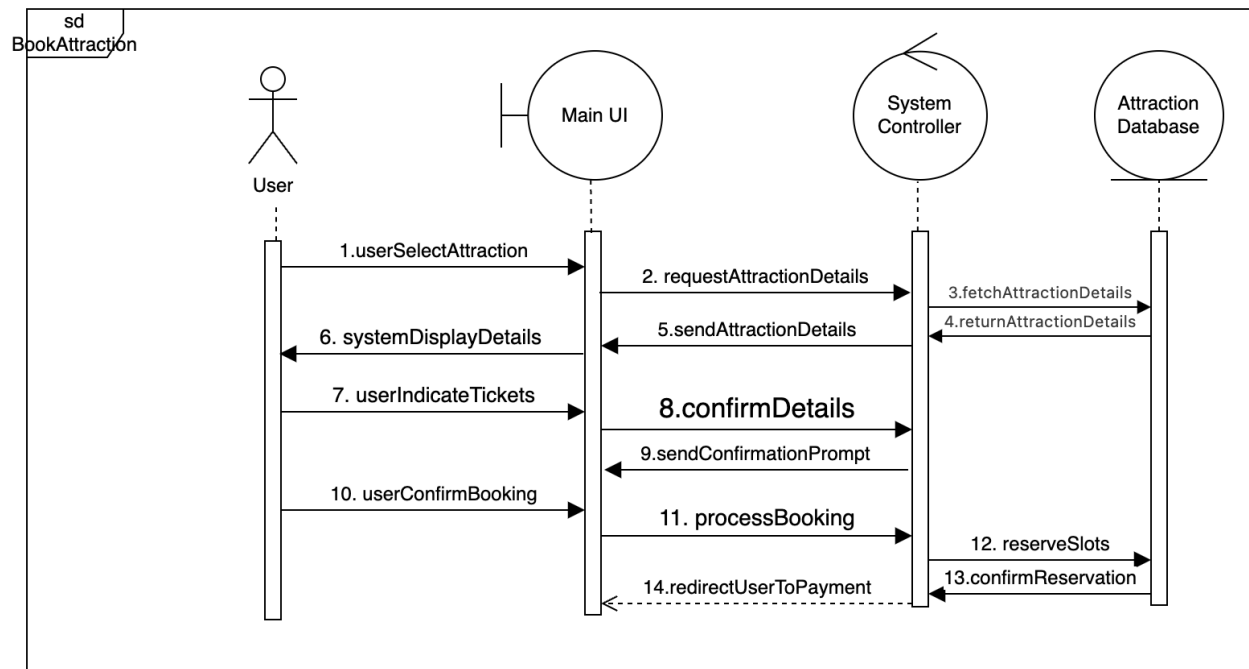 sd
BookAttraction
Main UI
System
Controller
Attraction
Database
User
1.userSelectAttraction
2. requestAttractionDetails
3.fetchAttractionDetails
4.returnAttractionDetails
5.sendAttractionDetails
6. systemDisplayDetails
7. userIndicateTickets
8.confirmDetails
9.sendConfirmationPrompt
10. userConfirmBooking
11. processBooking
12. reserveSlots
13.confirmReservation
14.redirectUserToPayment